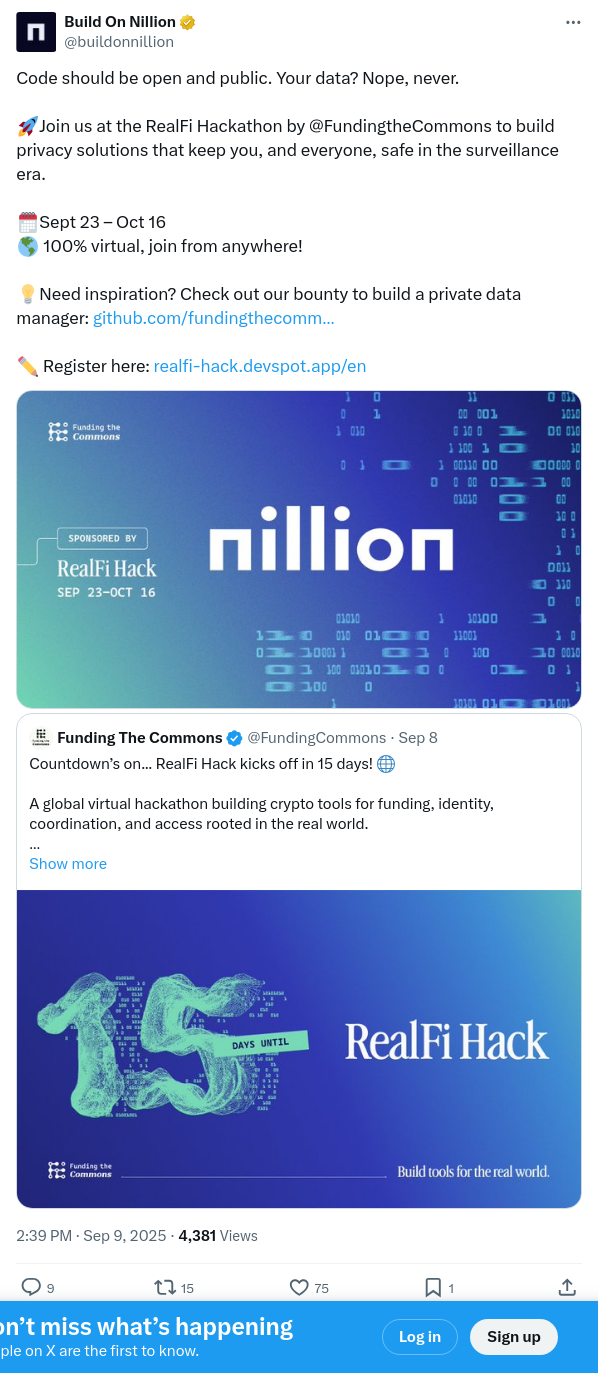 Build On Nillion
@buildonnillion
Code should be open and public. Your data? Nope, never.
🚀Join us at the RealFi Hackathon by @FundingtheCommons to build
privacy solutions that keep you, and everyone, safe in the surveillance
era.
🗓️Sept 23 – Oct 16
🌎 100% virtual, join from anywhere!
💡Need inspiration? Check out our bounty to build a private data
manager: github.com/fundingthecomm…
✏️ Register here: realfi-hack.devspot.app/en
Funding the
Commons
SPONSORED BY
RealFi Hack
SEP 23–OCT 16
nillion
Funding The Commons @FundingCommons · Sep 8
Countdown’s on… RealFi Hack kicks off in 15 days! 🌐
A global virtual hackathon building crypto tools for funding, identity,
coordination, and access rooted in the real world.
…
Show more
15
DAYS UNTIL
RealFi Hack
Funding the
Commons
Build tools for the real world.
2:39 PM · Sep 9, 2025 · 4,381 Views
9 15 75 1
on’t miss what’s happening
ple on X are the first to know.
Log in
Sign up